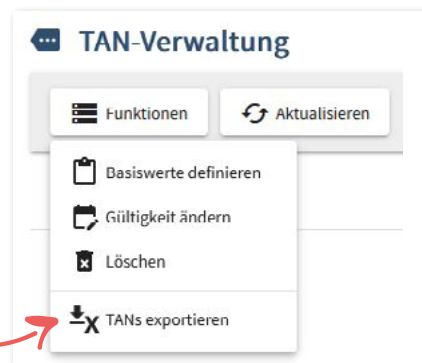 TAN-Verwaltung
Funktionen Aktualisieren
Basiswerte definieren
Gültigkeit ändern
Löschen
TANs exportieren